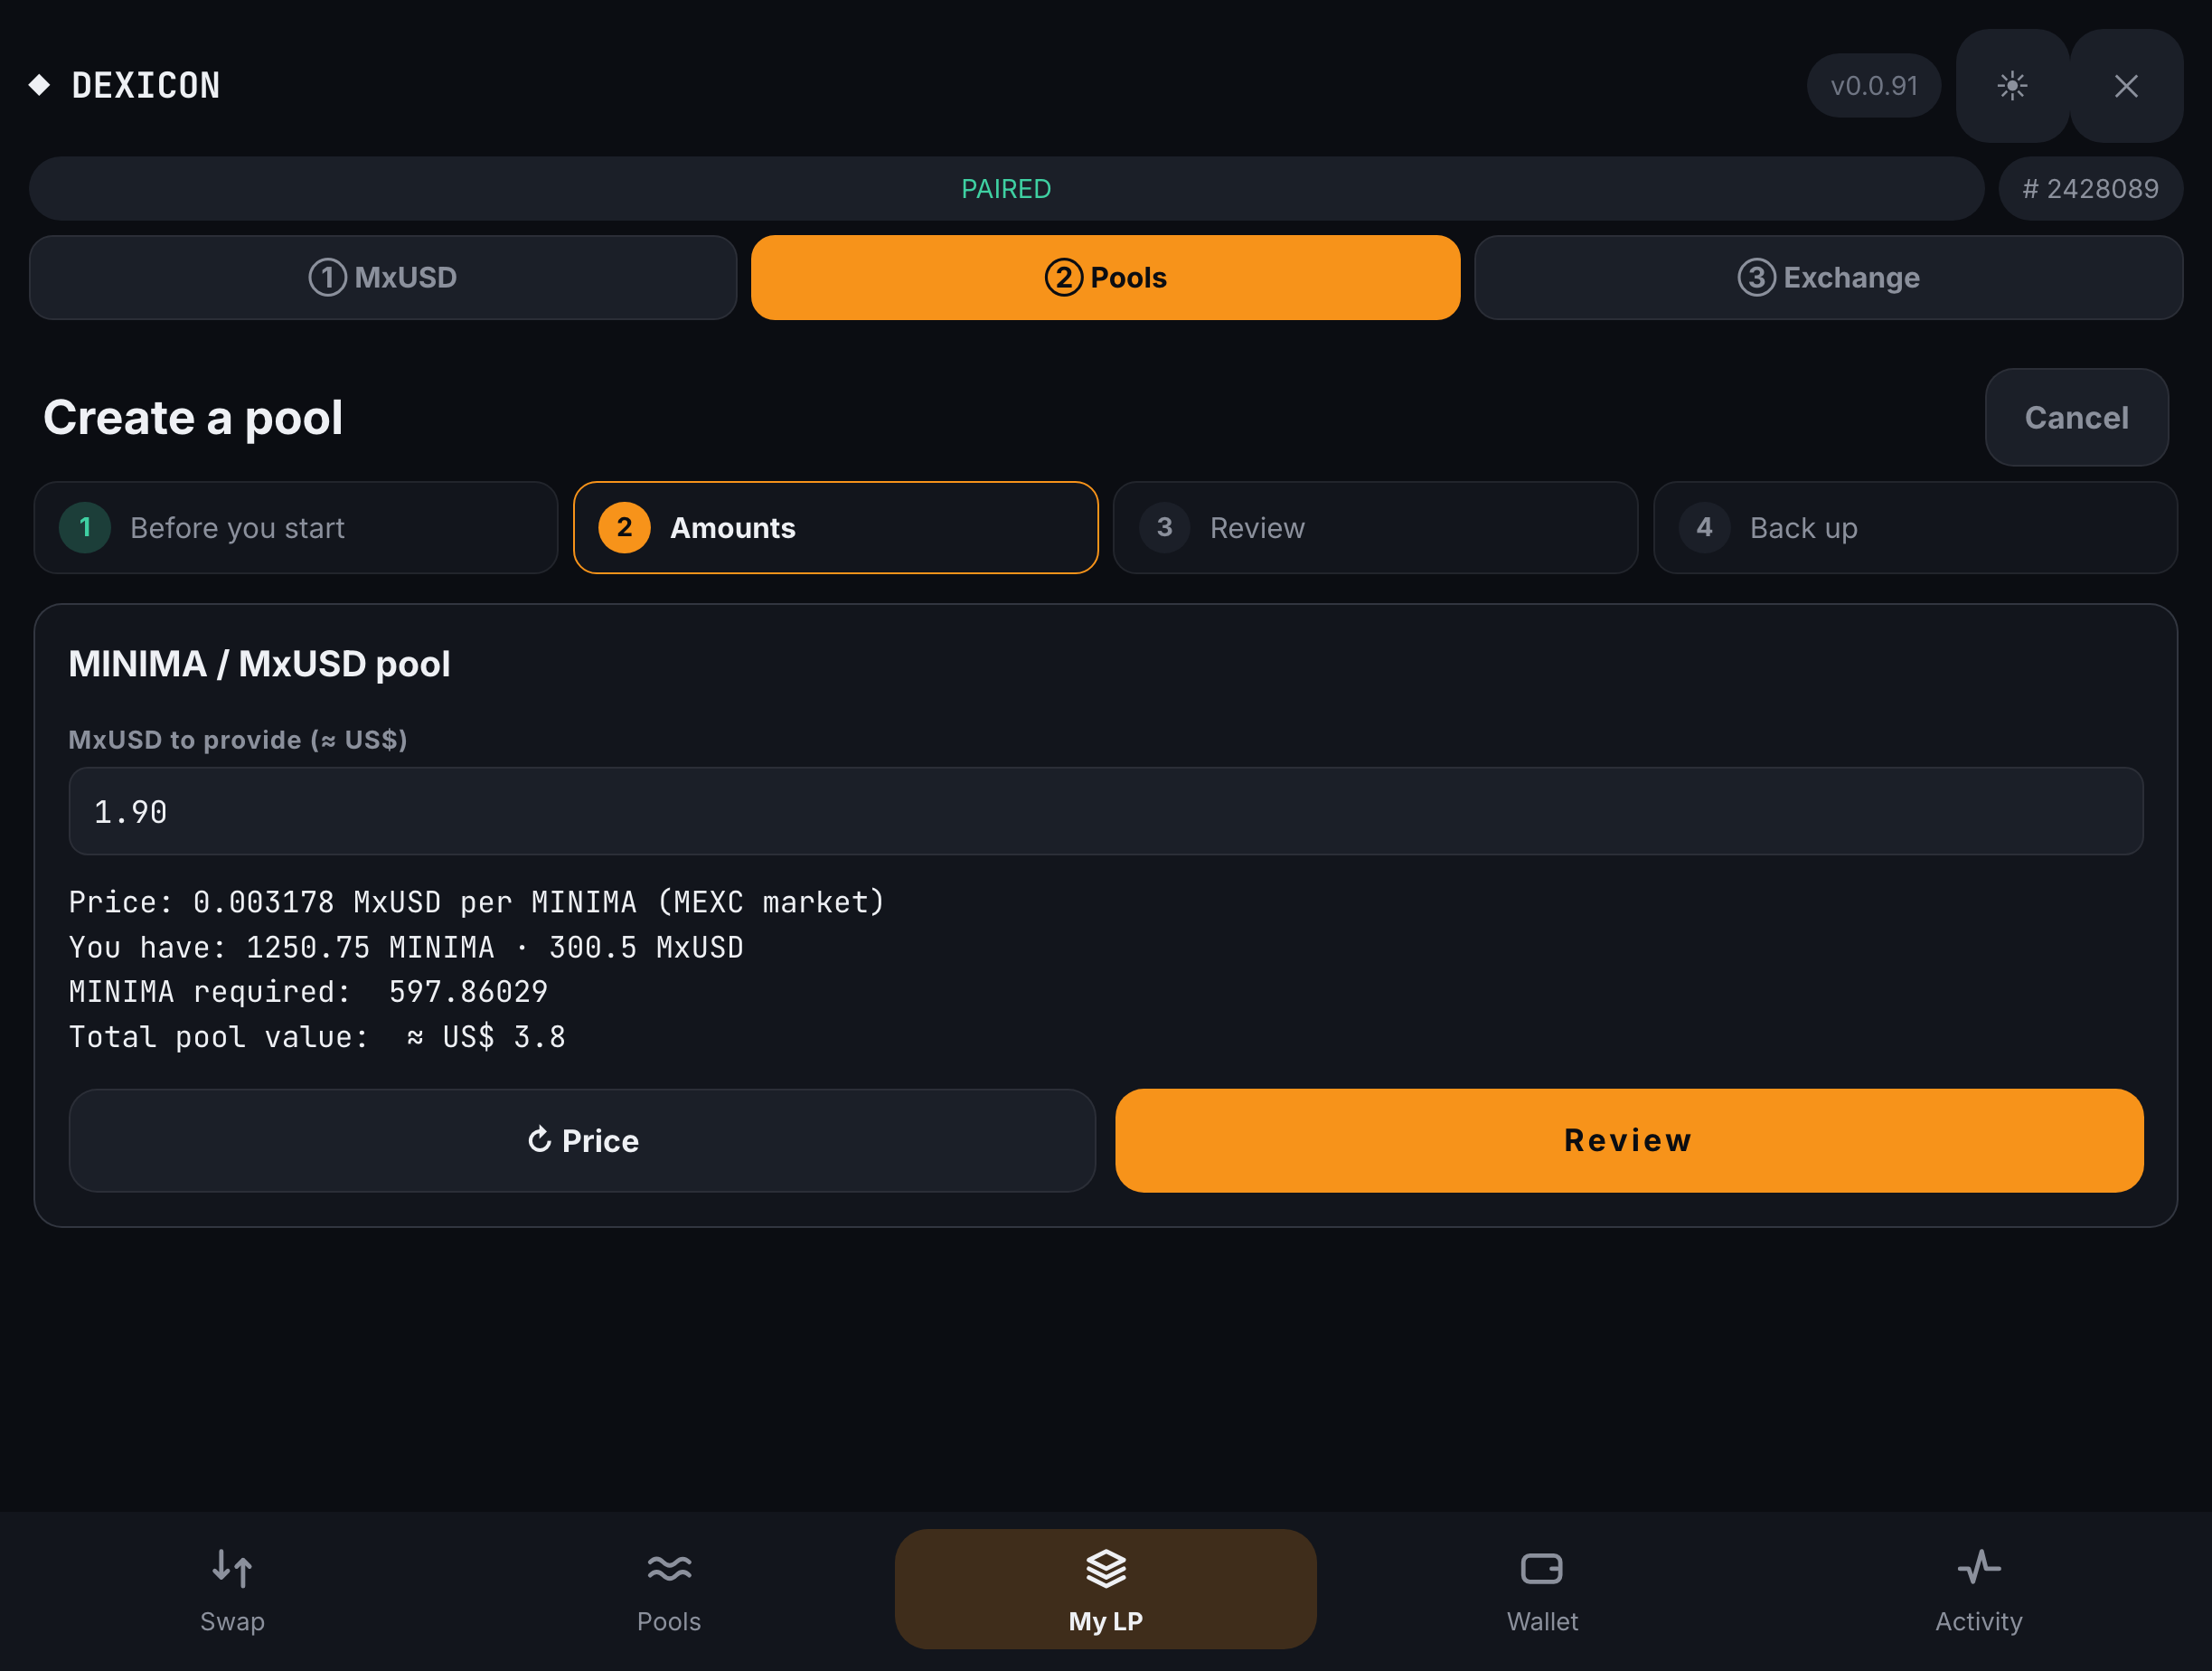 ◆ DEXICON
v0.0.91
PAIRED
# 2428089
① MxUSD
② Pools
③ Exchange
Create a pool
Cancel
1 Before you start
2 Amounts
3 Review
4 Back up
MINIMA / MxUSD pool
MxUSD to provide (≈ US$)
1.90
Price: 0.003178 MxUSD per MINIMA (MEXC market)
You have: 1250.75 MINIMA · 300.5 MxUSD
MINIMA required: 597.86029
Total pool value: ≈ US$ 3.8
↻ Price
Review
Swap
Pools
My LP
Wallet
Activity